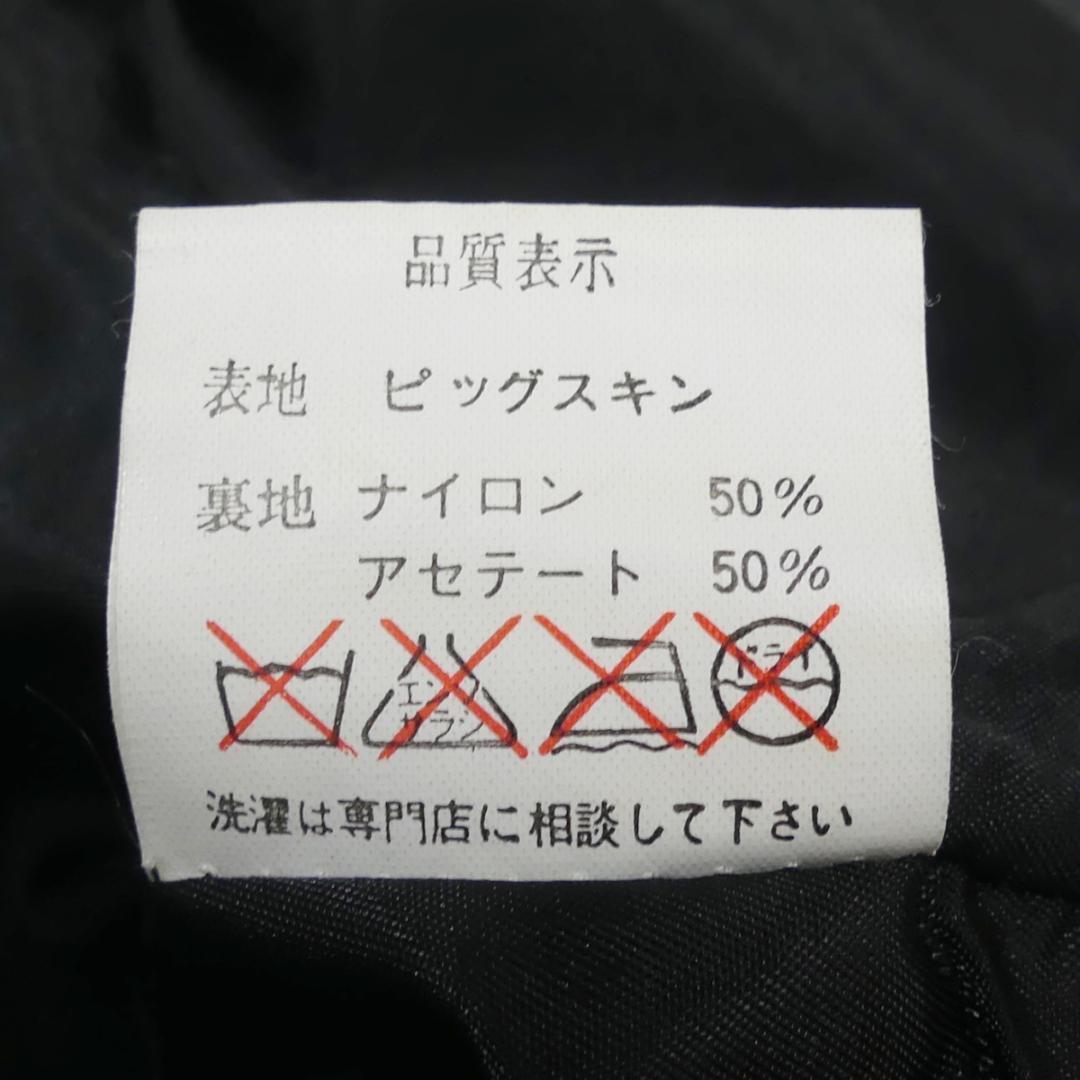 品質表示
表地 ピッグスキン
裏地 ナイロン 50%
アセテート 50%
エンソ サラシ ドライ
洗濯は専門店に相談して下さい